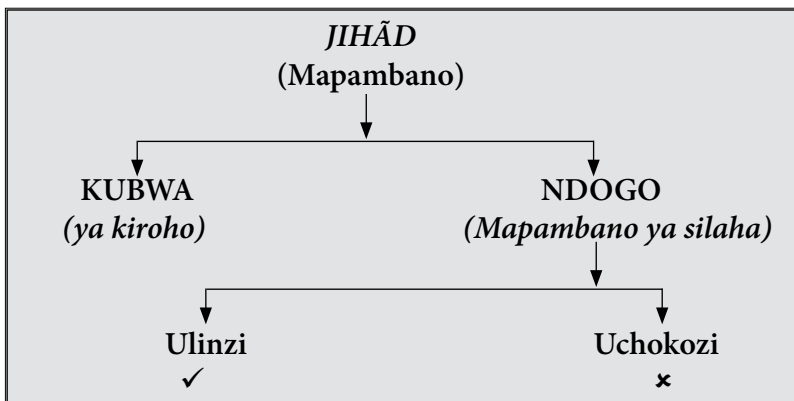 JIHÃD
(Mapambano)
KUBWA
(ya kiroho)
NDOGO
(Mapambano ya silaha)
Ulinzi
✓
Uchokozi
✗